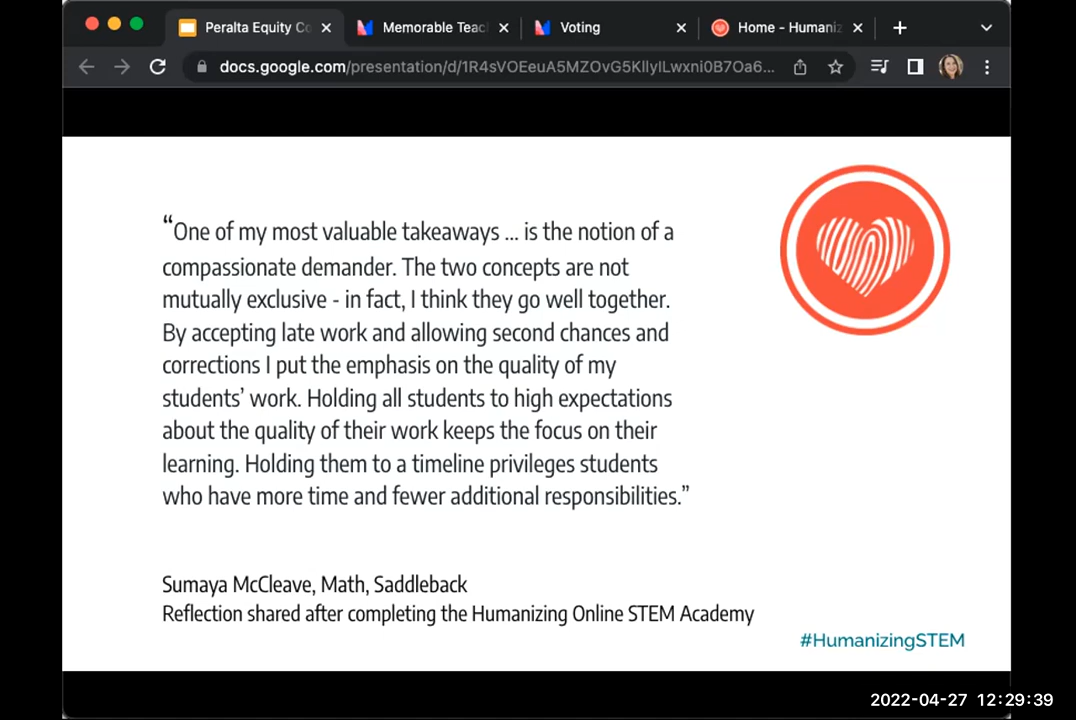 Peralta Equity Co
Memorable Teac
Voting
Home - Humaniz
docs.google.com/presentation/d/1R4sVOEeuA5MZOvG5KllyILwxni0B7Oa6...
“One of my most valuable takeaways ... is the notion of a
compassionate demander. The two concepts are not
mutually exclusive - in fact, I think they go well together.
By accepting late work and allowing second chances and
corrections I put the emphasis on the quality of my
students’ work. Holding all students to high expectations
about the quality of their work keeps the focus on their
learning. Holding them to a timeline privileges students
who have more time and fewer additional responsibilities.”
Sumaya McCleave, Math, Saddleback
Reflection shared after completing the Humanizing Online STEM Academy
#HumanizingSTEM
2022-04-27 12:29:39